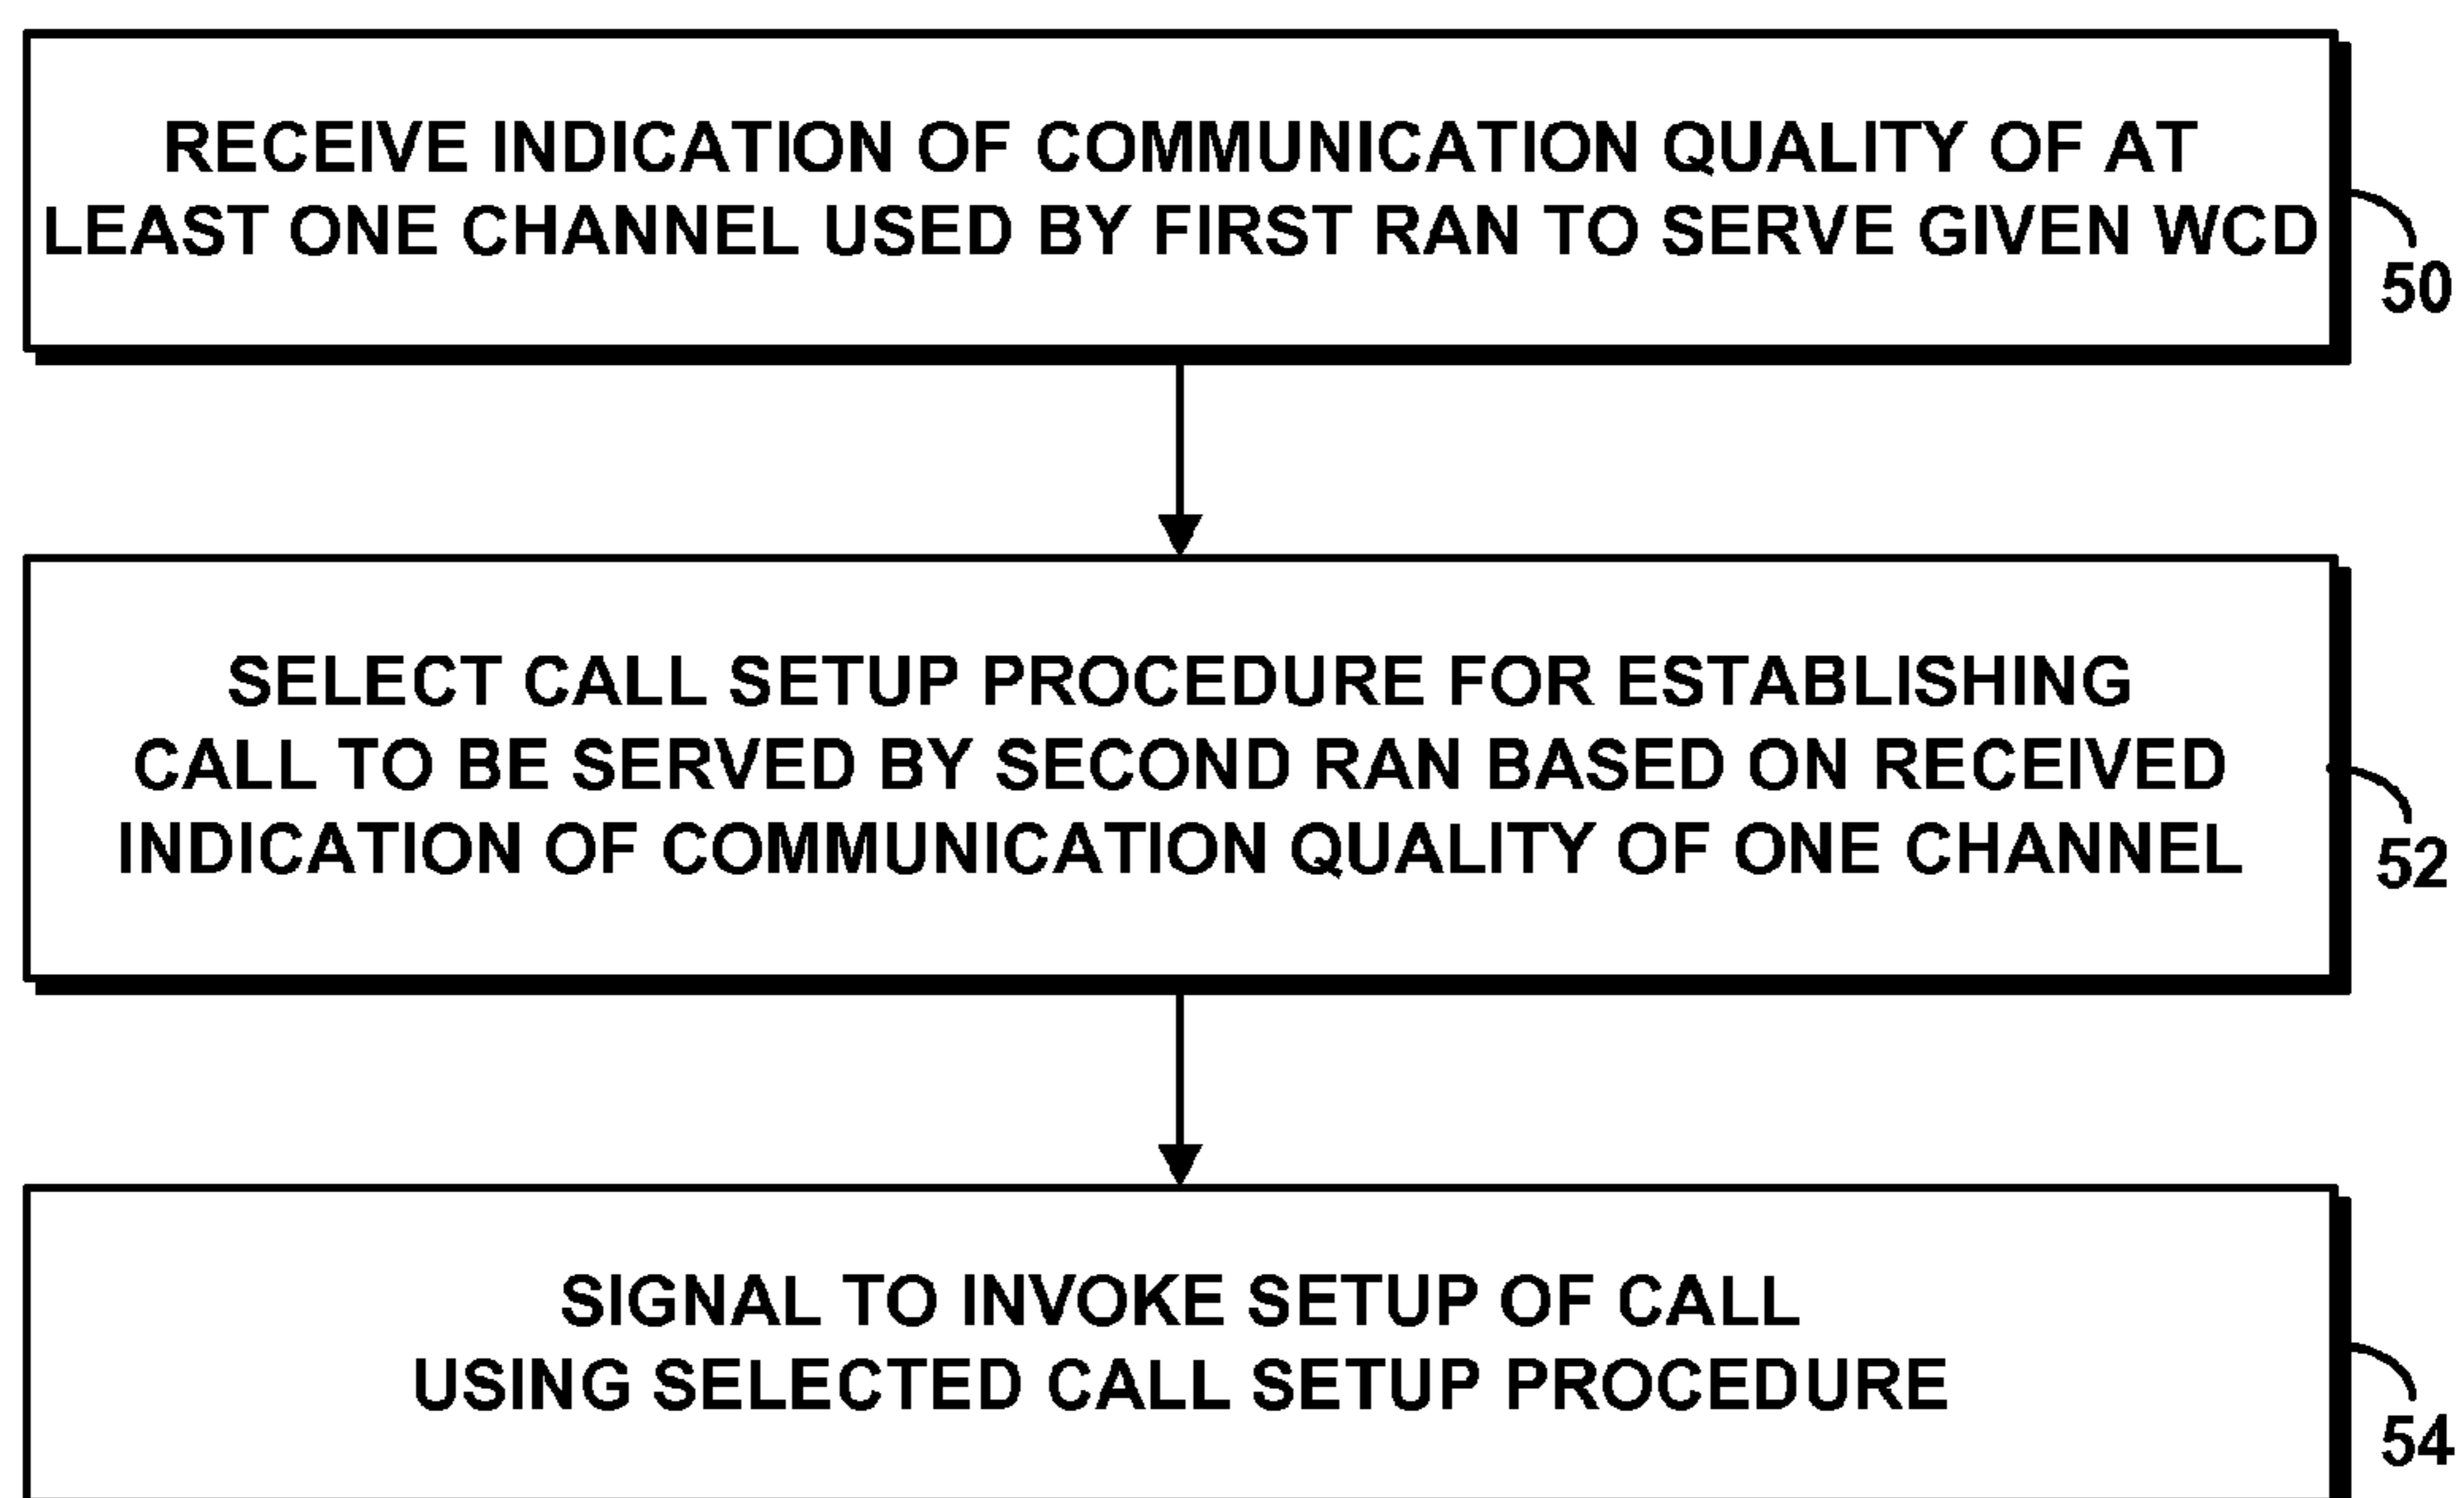 RECEIVE INDICATION OF COMMUNICATION QUALITY OF AT
LEAST ONE CHANNEL USED BY FIRST RAN TO SERVE GIVEN WCD
50
SELECT CALL SETUP PROCEDURE FOR ESTABLISHING
CALL TO BE SERVED BY SECOND RAN BASED ON RECEIVED
INDICATION OF COMMUNICATION QUALITY OF ONE CHANNEL
52
SIGNAL TO INVOKE SETUP OF CALL
USING SELECTED CALL SETUP PROCEDURE
54